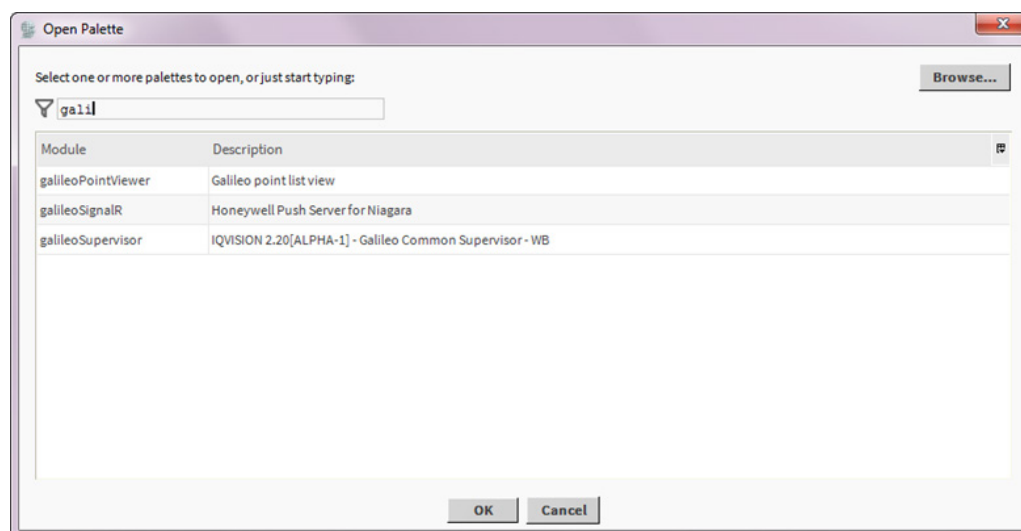 Open Palette
Select one or more palettes to open, or just start typing:
Browse...
gali
Module Description
galileoPointViewer Galileo point list view
galileoSignalR Honeywell Push Server for Niagara
galileoSupervisor IQVISION 2.20[ALPHA-1] - Galileo Common Supervisor - WB
OK Cancel